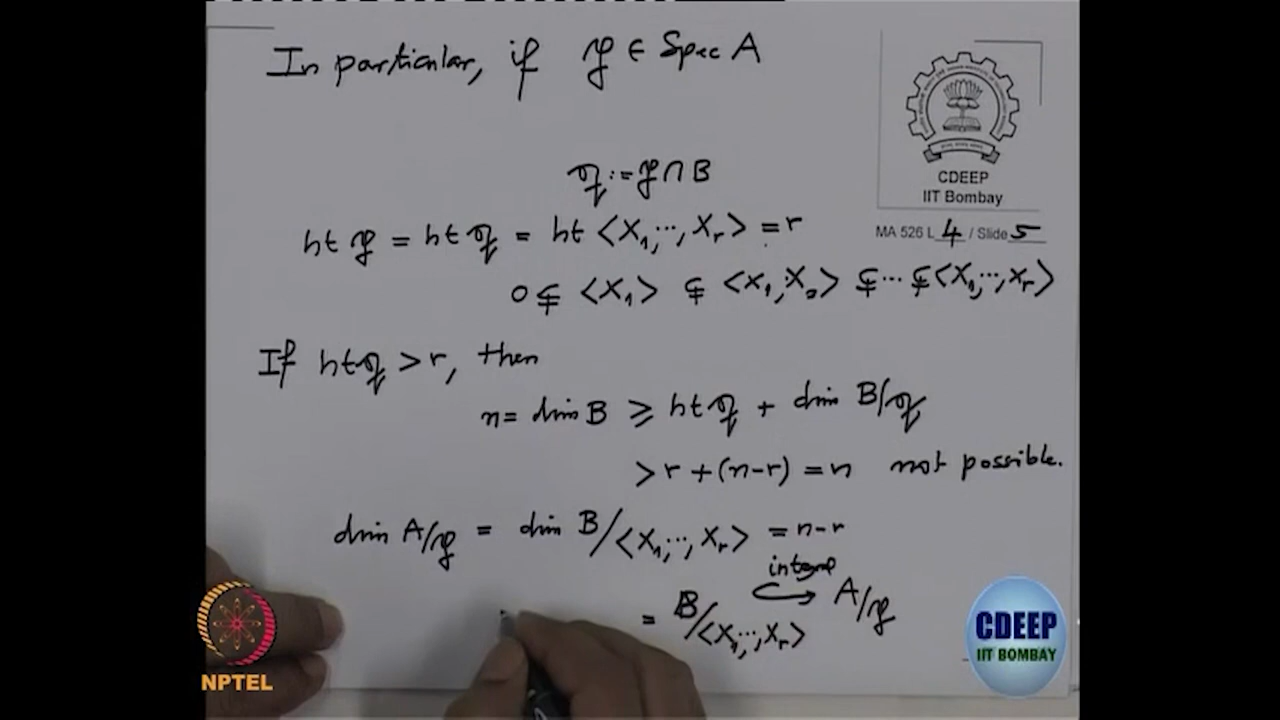 In particular, if 𝔭 ∈ Spec A
𝔮 := 𝔭 ∩ B
ht 𝔭 = ht 𝔮 = ht <X₁,…,Xᵣ> = r
0 ⊊ <X₁> ⊊ <X₁, X₂> ⊊ ⋯ ⊊ <X₁,…,Xᵣ>
If ht 𝔮 > r, then
n = dim B ≥ ht 𝔮 + dim B/𝔮
> r + (n-r) = n not possible.
dim A/𝔭 = dim B/<X₁,…,Xᵣ> = n-r
integral
= B/<X₁,…,Xᵣ> ↪ A/𝔭
CDEEP
IIT Bombay
MA 526 L 4 / Slide 5
NPTEL
CDEEP
IIT BOMBAY